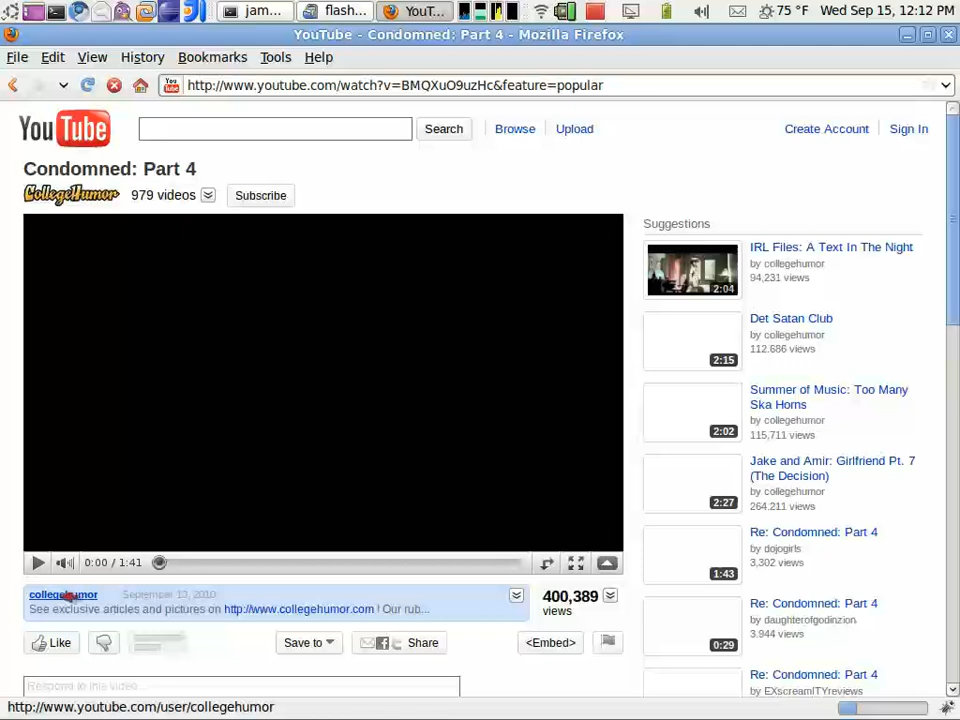 jam...
flash...
YouT...
75 °F
Wed Sep 15, 12:12 PM
YouTube - Condomned: Part 4 - Mozilla Firefox
File Edit View History Bookmarks Tools Help
http://www.youtube.com/watch?v=BMQXuO9uzHc&feature=popular
YouTube
Search
Browse
Upload
Create Account
Sign In
Condomned: Part 4
CollegeHumor
979 videos
Subscribe
0:00 / 1:41
collegehumor September 13, 2010
See exclusive articles and pictures on http://www.collegehumor.com ! Our rub...
400,389
views
Like
Save to
Share
<Embed>
Respond to this video...
Suggestions
2:04
IRL Files: A Text In The Night
by collegehumor
94,231 views
2:15
Det Satan Club
by collegehumor
112,686 views
2:02
Summer of Music: Too Many
Ska Horns
by collegehumor
115,711 views
2:27
Jake and Amir: Girlfriend Pt. 7
(The Decision)
by collegehumor
264,211 views
1:43
Re: Condomned: Part 4
by dojogirls
3,302 views
0:29
Re: Condomned: Part 4
by daughterofgodinzion
3,944 views
Re: Condomned: Part 4
by EXscreamITYreviews
http://www.youtube.com/user/collegehumor